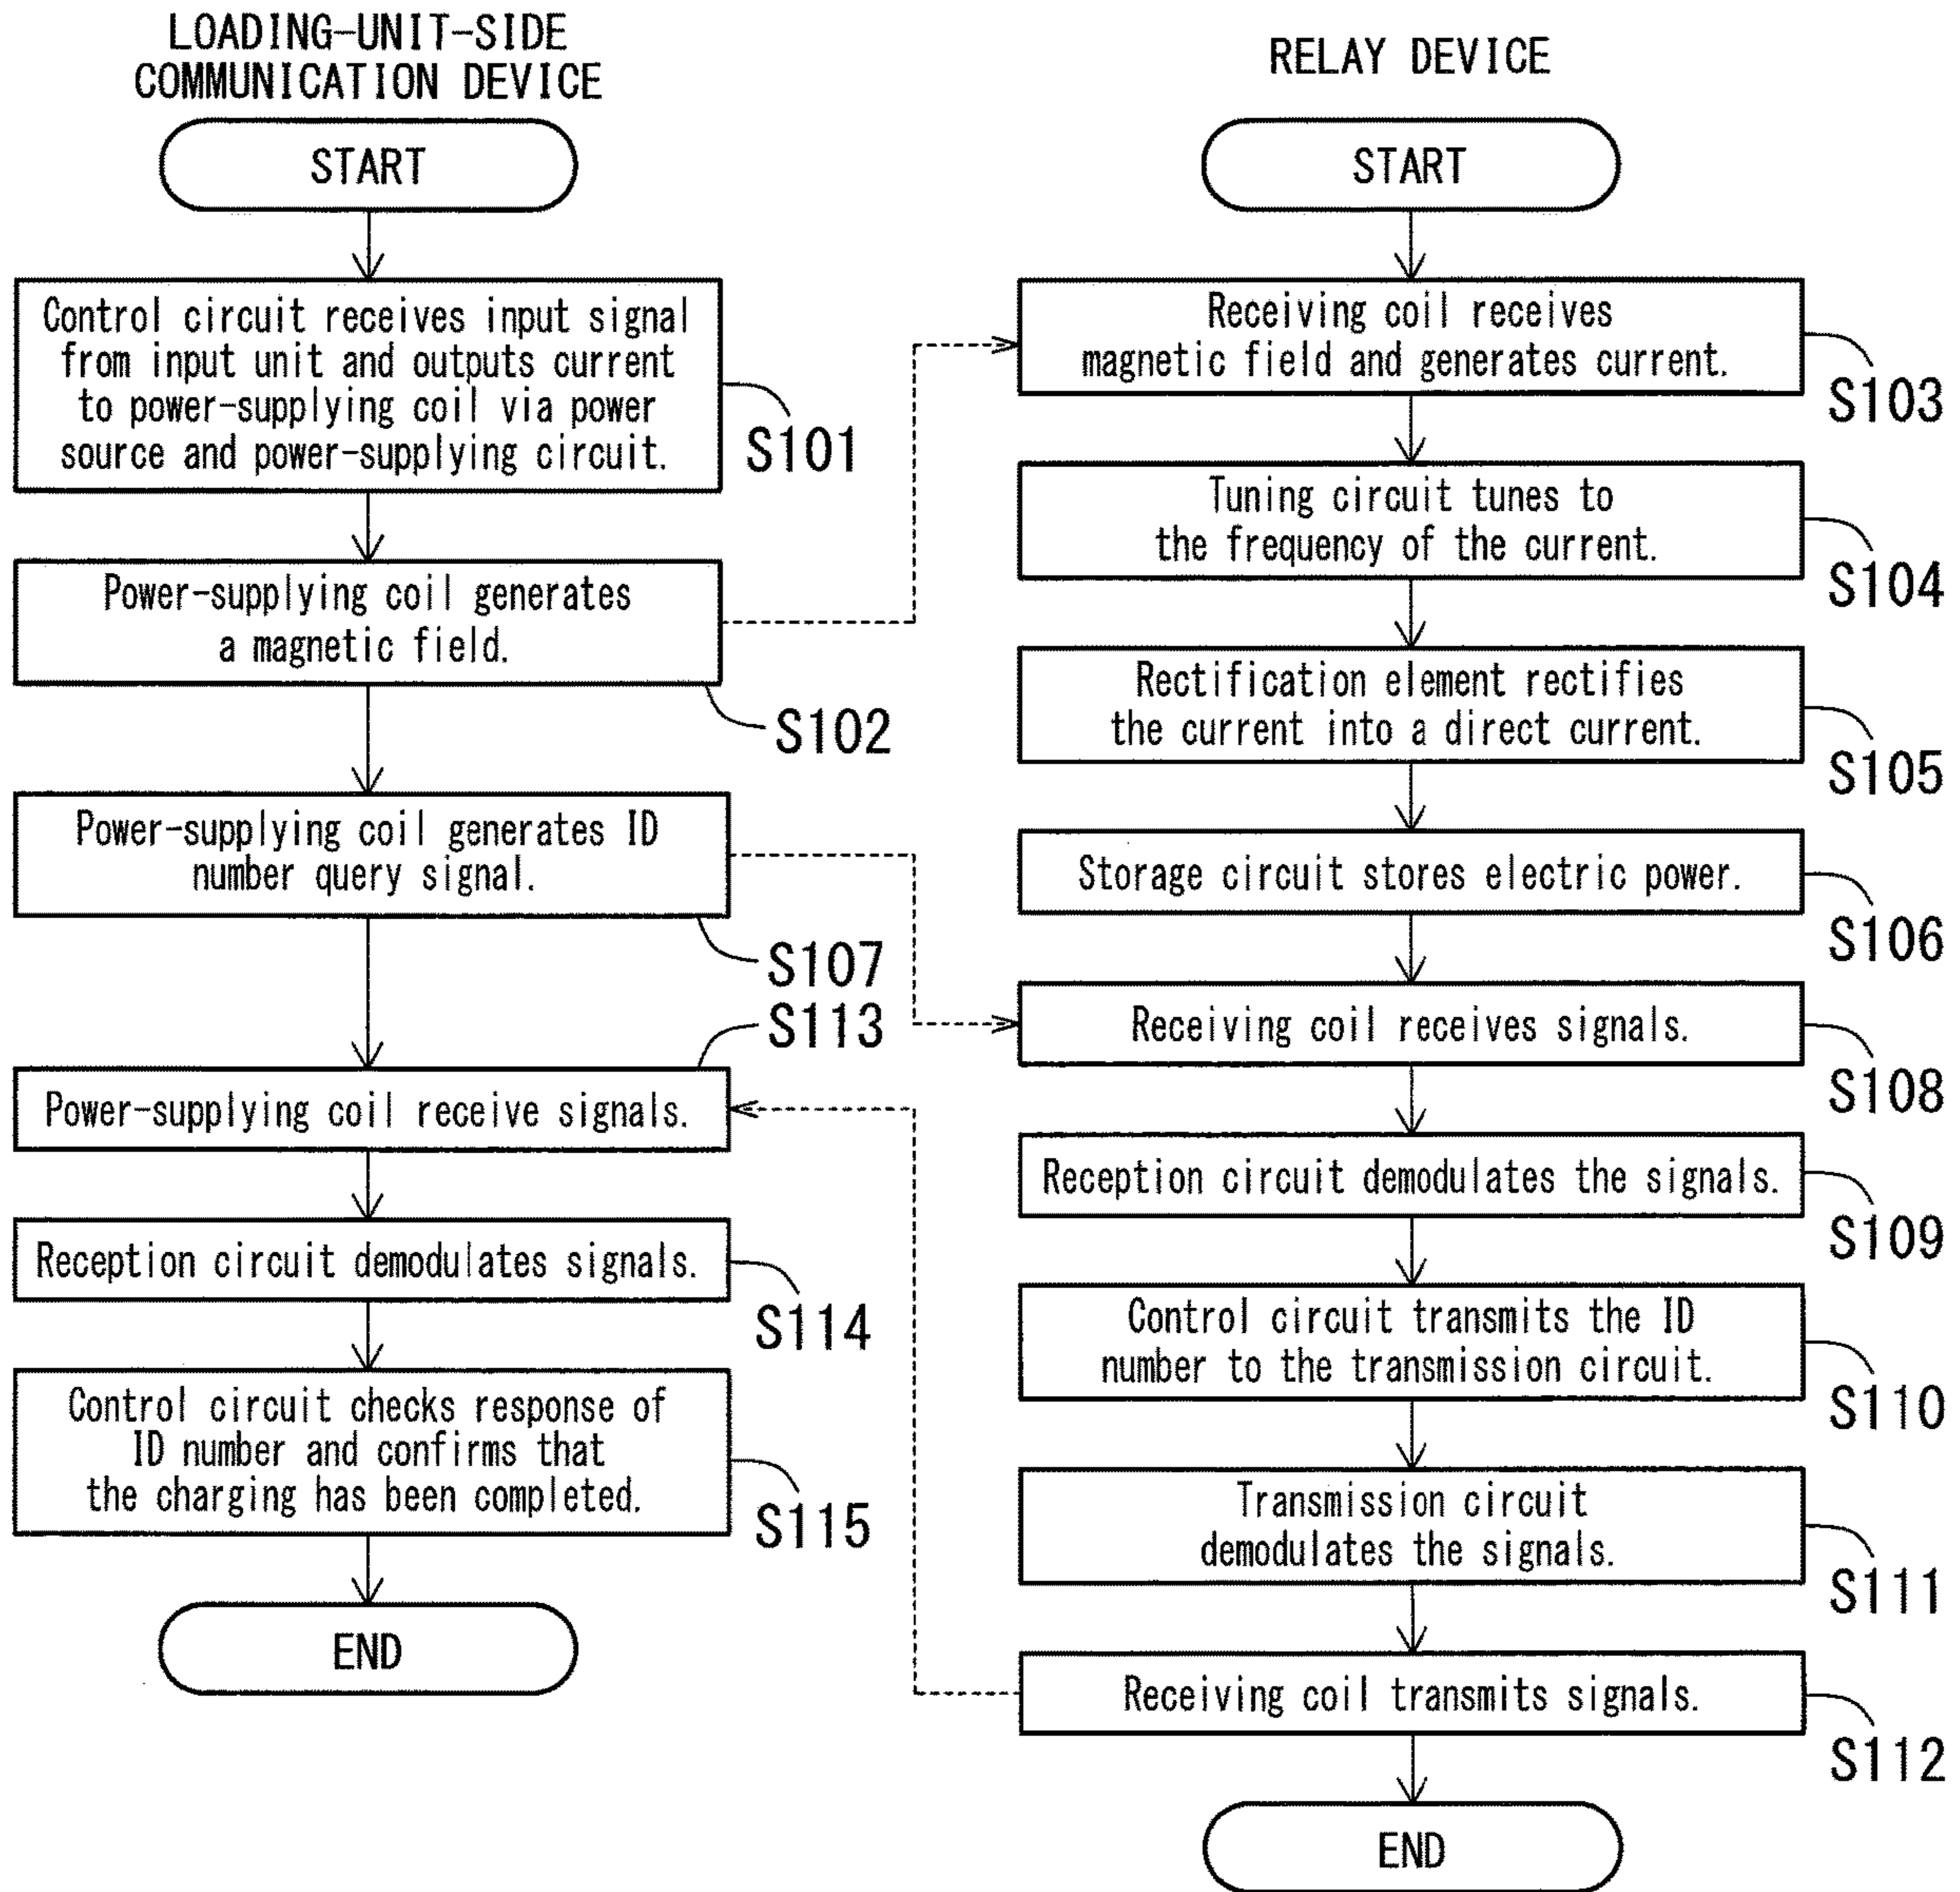 LOADING-UNIT-SIDE
COMMUNICATION DEVICE
START
Control circuit receives input signal
from input unit and outputs current
to power-supplying coil via power
source and power-supplying circuit.
S101
Power-supplying coil generates
a magnetic field.
S102
Power-supplying coil generates ID
number query signal.
S107
S113
Power-supplying coil receive signals.
Reception circuit demodulates signals.
S114
Control circuit checks response of
ID number and confirms that
the charging has been completed.
S115
END
RELAY DEVICE
START
Receiving coil receives
magnetic field and generates current.
S103
Tuning circuit tunes to
the frequency of the current.
S104
Rectification element rectifies
the current into a direct current.
S105
Storage circuit stores electric power.
S106
Receiving coil receives signals.
S108
Reception circuit demodulates the signals.
S109
Control circuit transmits the ID
number to the transmission circuit.
S110
Transmission circuit
demodulates the signals.
S111
Receiving coil transmits signals.
S112
END